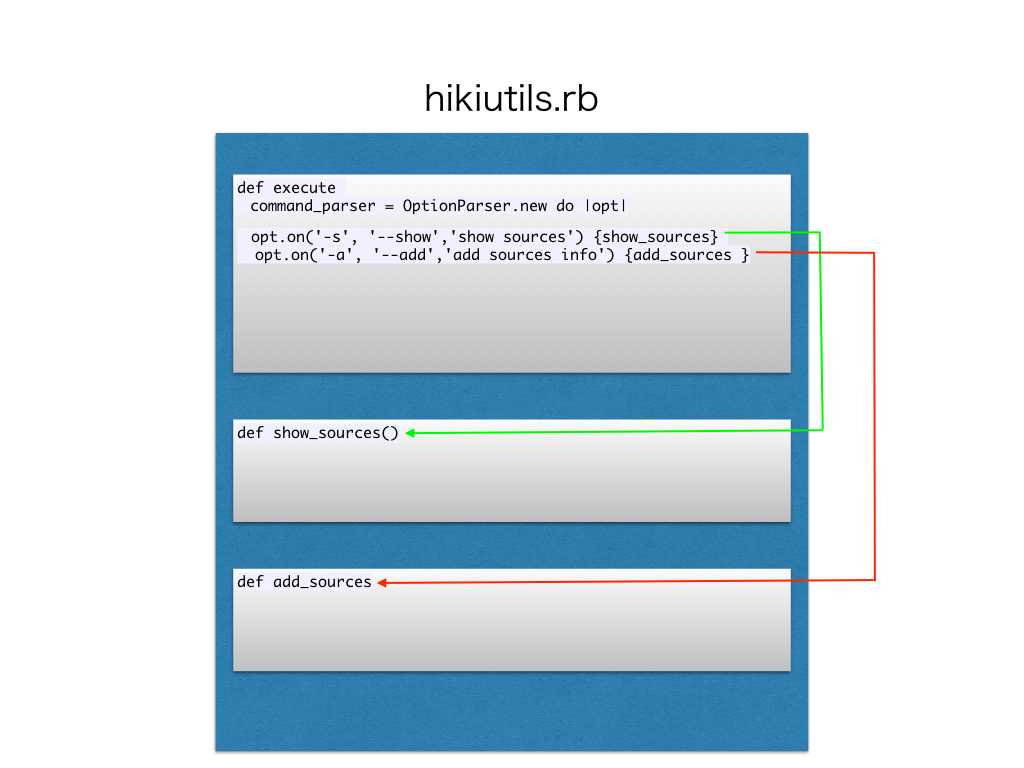 hikiutils.rb
def execute
command_parser = OptionParser.new do |opt|
opt.on('-s', '--show','show sources') {show_sources}
opt.on('-a', '--add','add sources info') {add_sources }
def show_sources()
def add_sources